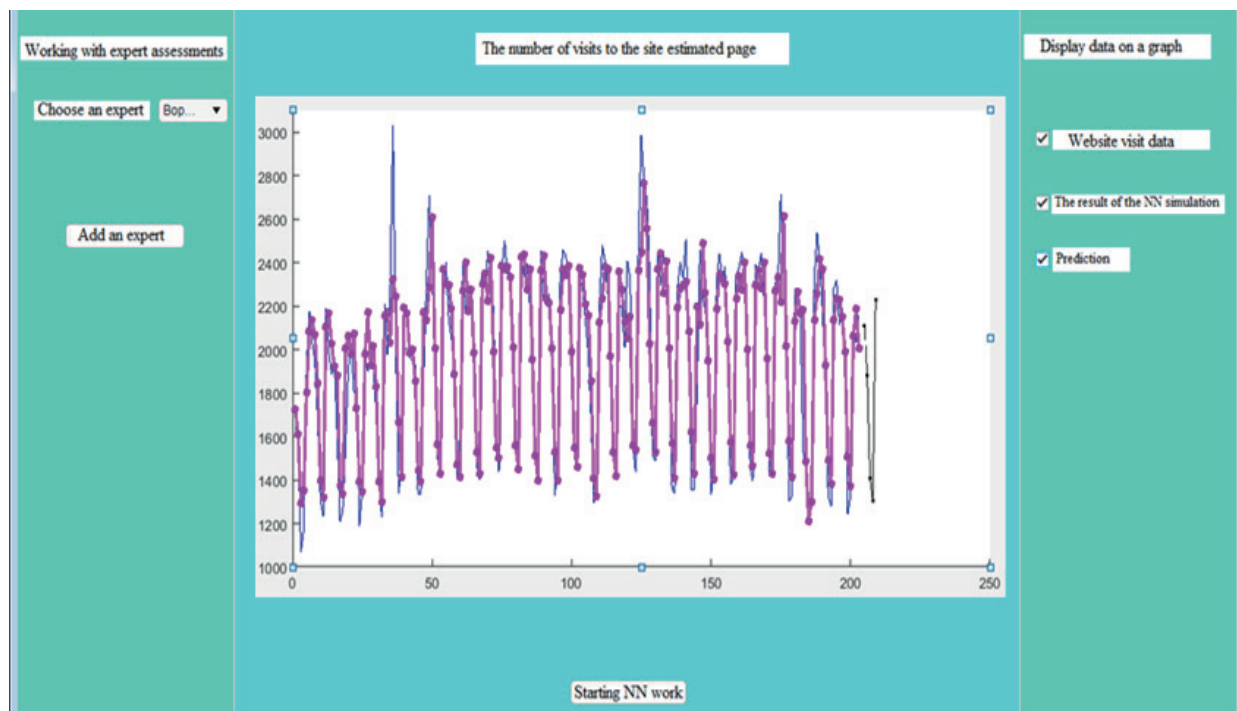 Working with expert assessments
Choose an expert
Bop...
Add an expert
The number of visits to the site estimated page
3000
2800
2600
2400
2200
2000
1800
1600
1400
1200
1000
0 50 100 150 200 250
Starting NN work
Display data on a graph
Website visit data
The result of the NN simulation
Prediction